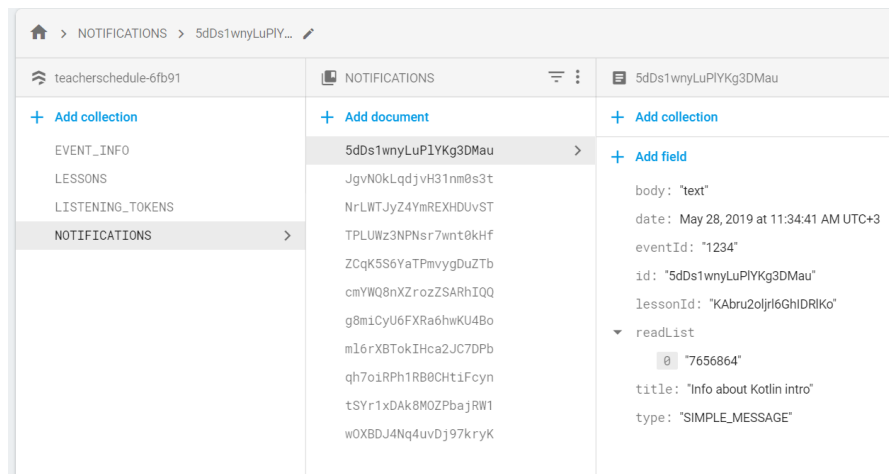 NOTIFICATIONS > 5dDs1wnyLuPlY...
teacherschedule-6fb91
Add collection
EVENT_INFO
LESSONS
LISTENING_TOKENS
NOTIFICATIONS
NOTIFICATIONS
Add document
5dDs1wnyLuPlYKg3DMau
JgvNOkLqdjvH31nm0s3t
NrLWTJyZ4YmREXHDUvST
TPLUWz3NPNsr7wnt0kHf
ZCqK5S6YaTPmvygDuZTb
cmYWQ8nXZrozZSARhIQQ
g8miCyU6FXRa6hwKU4Bo
ml6rXBTokIHca2JC7DPb
qh7oiRPh1RB0CHtiFcyn
tSYr1xDAk8MOZPbajRW1
wOXBDJ4Nq4uvDj97kryK
5dDs1wnyLuPlYKg3DMau
Add collection
Add field
body: "text"
date: May 28, 2019 at 11:34:41 AM UTC+3
eventId: "1234"
id: "5dDs1wnyLuPlYKg3DMau"
lessonId: "KAbru2oljrl6GhIDRlKo"
readList
0 "7656864"
title: "Info about Kotlin intro"
type: "SIMPLE_MESSAGE"